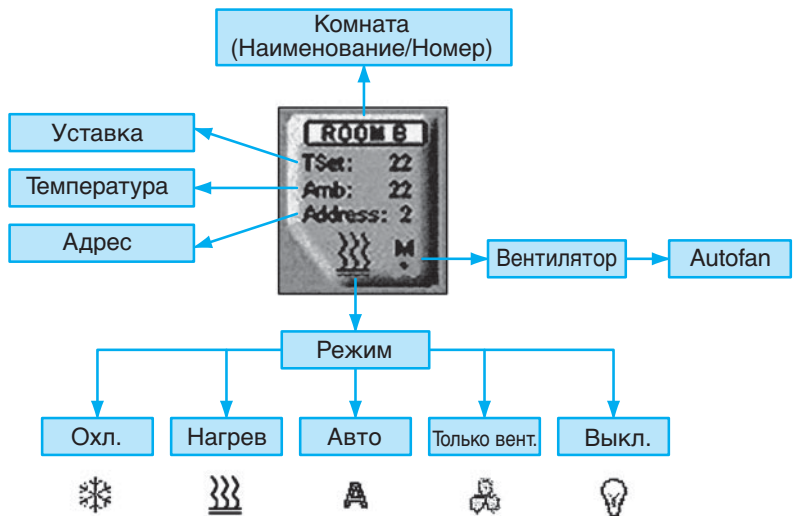 Комната
(Наименование/Номер)
ROOM B
Уставка
TSet: 22
Температура
Amb: 22
Адрес
Address: 2
M
Вентилятор
Autofan
Режим
Охл.
Нагрев
Авто
Только вент.
Выкл.
A